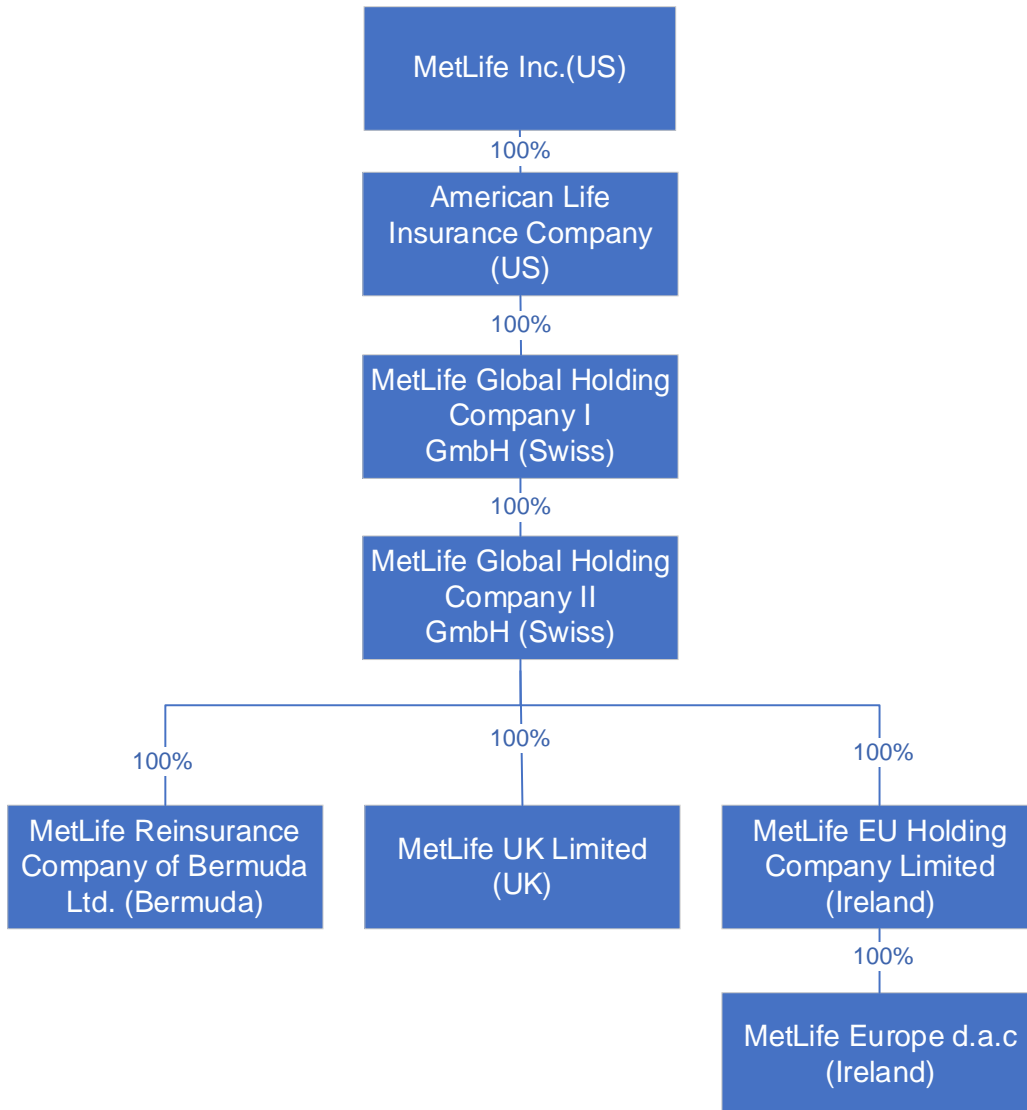 MetLife Inc.(US)
100%
American Life
Insurance Company
(US)
100%
MetLife Global Holding
Company I
GmbH (Swiss)
100%
MetLife Global Holding
Company II
GmbH (Swiss)
100%
100%
100%
MetLife Reinsurance
Company of Bermuda
Ltd. (Bermuda)
MetLife UK Limited
(UK)
MetLife EU Holding
Company Limited
(Ireland)
100%
MetLife Europe d.a.c
(Ireland)